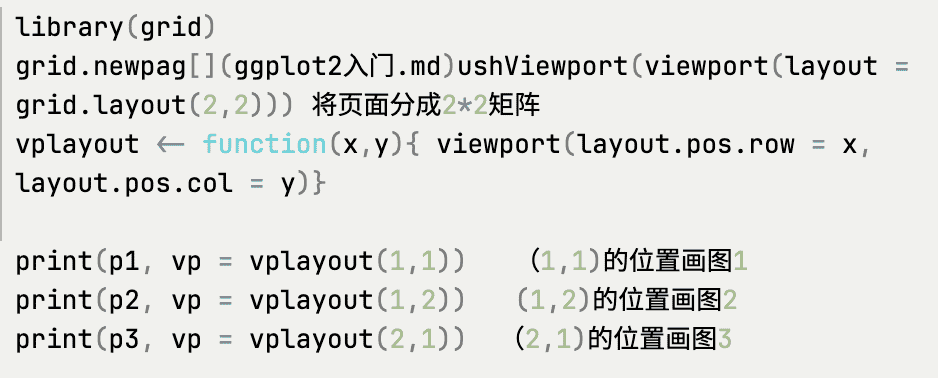 library(grid)
grid.newpag[](ggplot2入门.md)ushViewport(viewport(layout =
grid.layout(2,2))) 将页面分成2*2矩阵
vplayout <- function(x,y){ viewport(layout.pos.row = x,
layout.pos.col = y)}
print(p1, vp = vplayout(1,1)) （1,1)的位置画图1
print(p2, vp = vplayout(1,2)) (1,2)的位置画图2
print(p3, vp = vplayout(2,1)) （2,1)的位置画图3